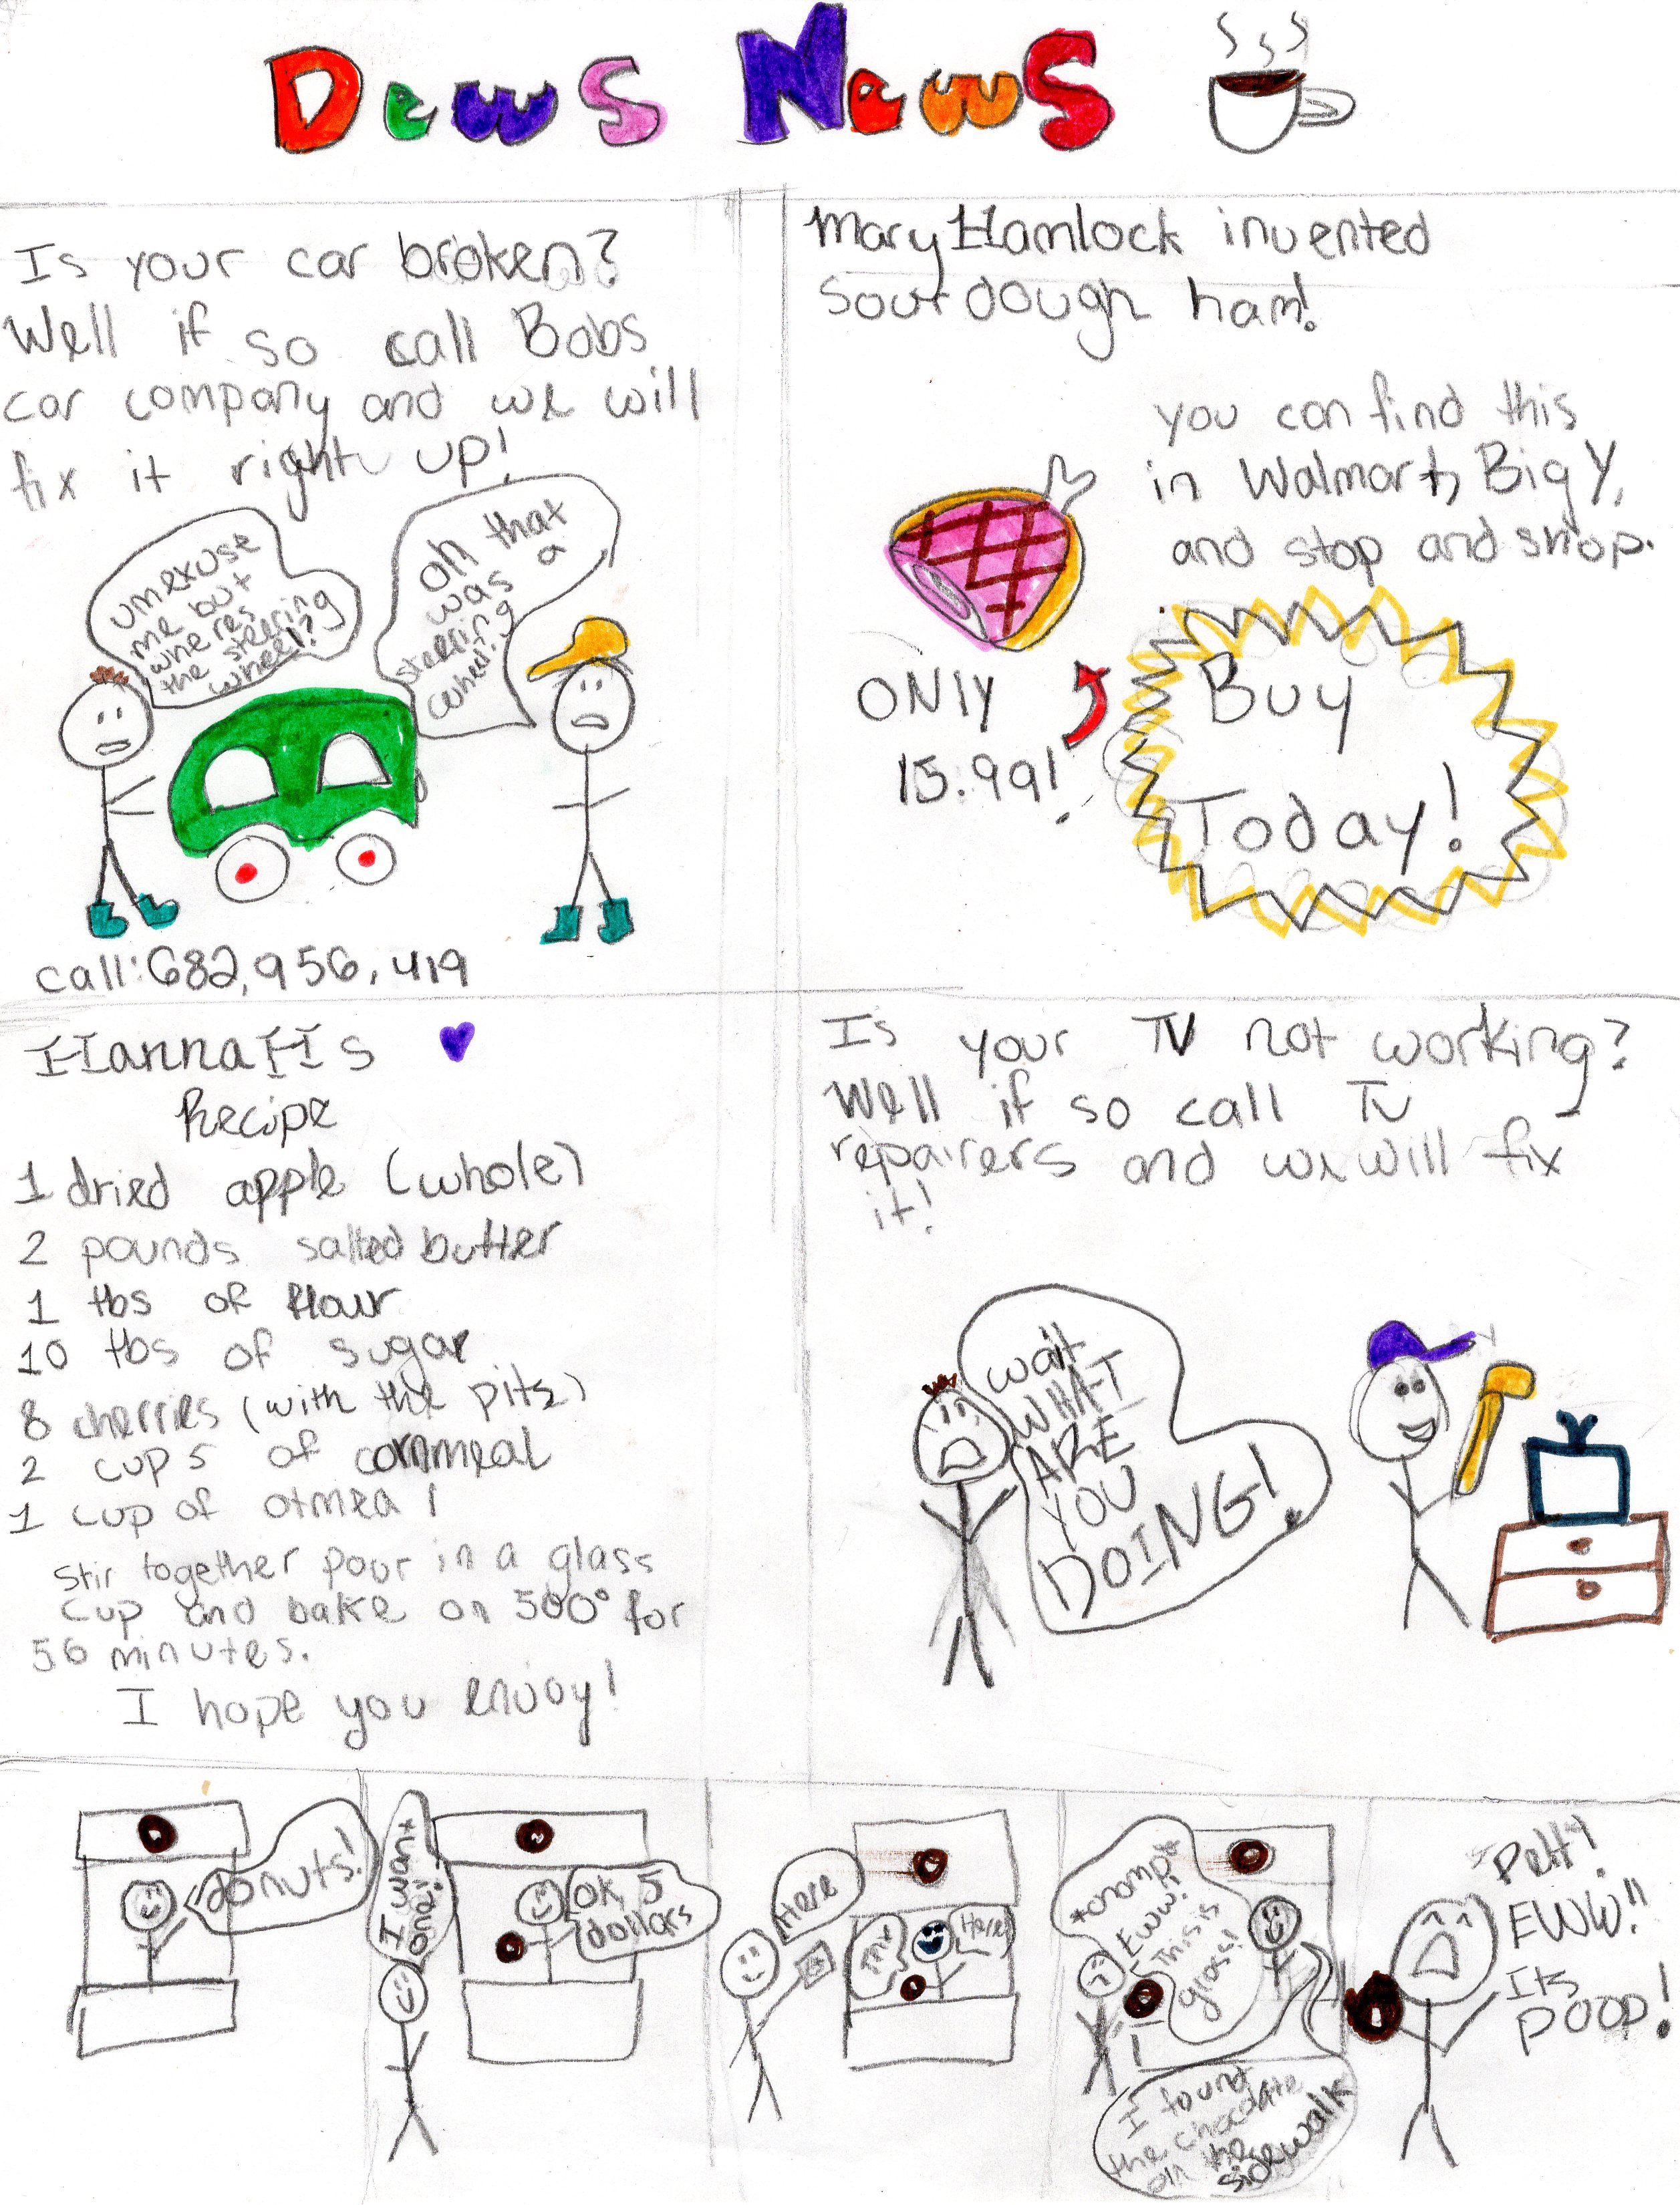 Dews News
Is your car broken?
Well if so call Bobs
car company and we will
fix it right up!
um exuse
me but
wheres
the steering
wheel?
oh that
was a
steering
wheel?
call: 682,956,419
Mary Hamlock invented
sour dough ham!
you can find this
in Walmart, Big Y,
and stop and shop.
ONLY
15.99!
Buy
Today!
HannaHs
Recipe
1 dried apple (whole)
2 pounds salted butter
1 tbs of flour
10 tbs of sugar
8 cherries (with the pits)
2 cups of cornmeal
1 cup of otmeal
Stir together pour in a glass
cup and bake on 500° for
56 minutes.
I hope you enjoy!
Is your TV not working?
Well if so call Tv
repairers and we will fix
it!
wait
WHAT
ARE
YOU
DOING!
donuts!
I want
one!
OK 5
dollars
Here
Thx
Here!
*chomp*
Eww!
This is
gross!
I found
the chocolate
on the
sidewalk
Peh!
EWW!!
Its
POOP!